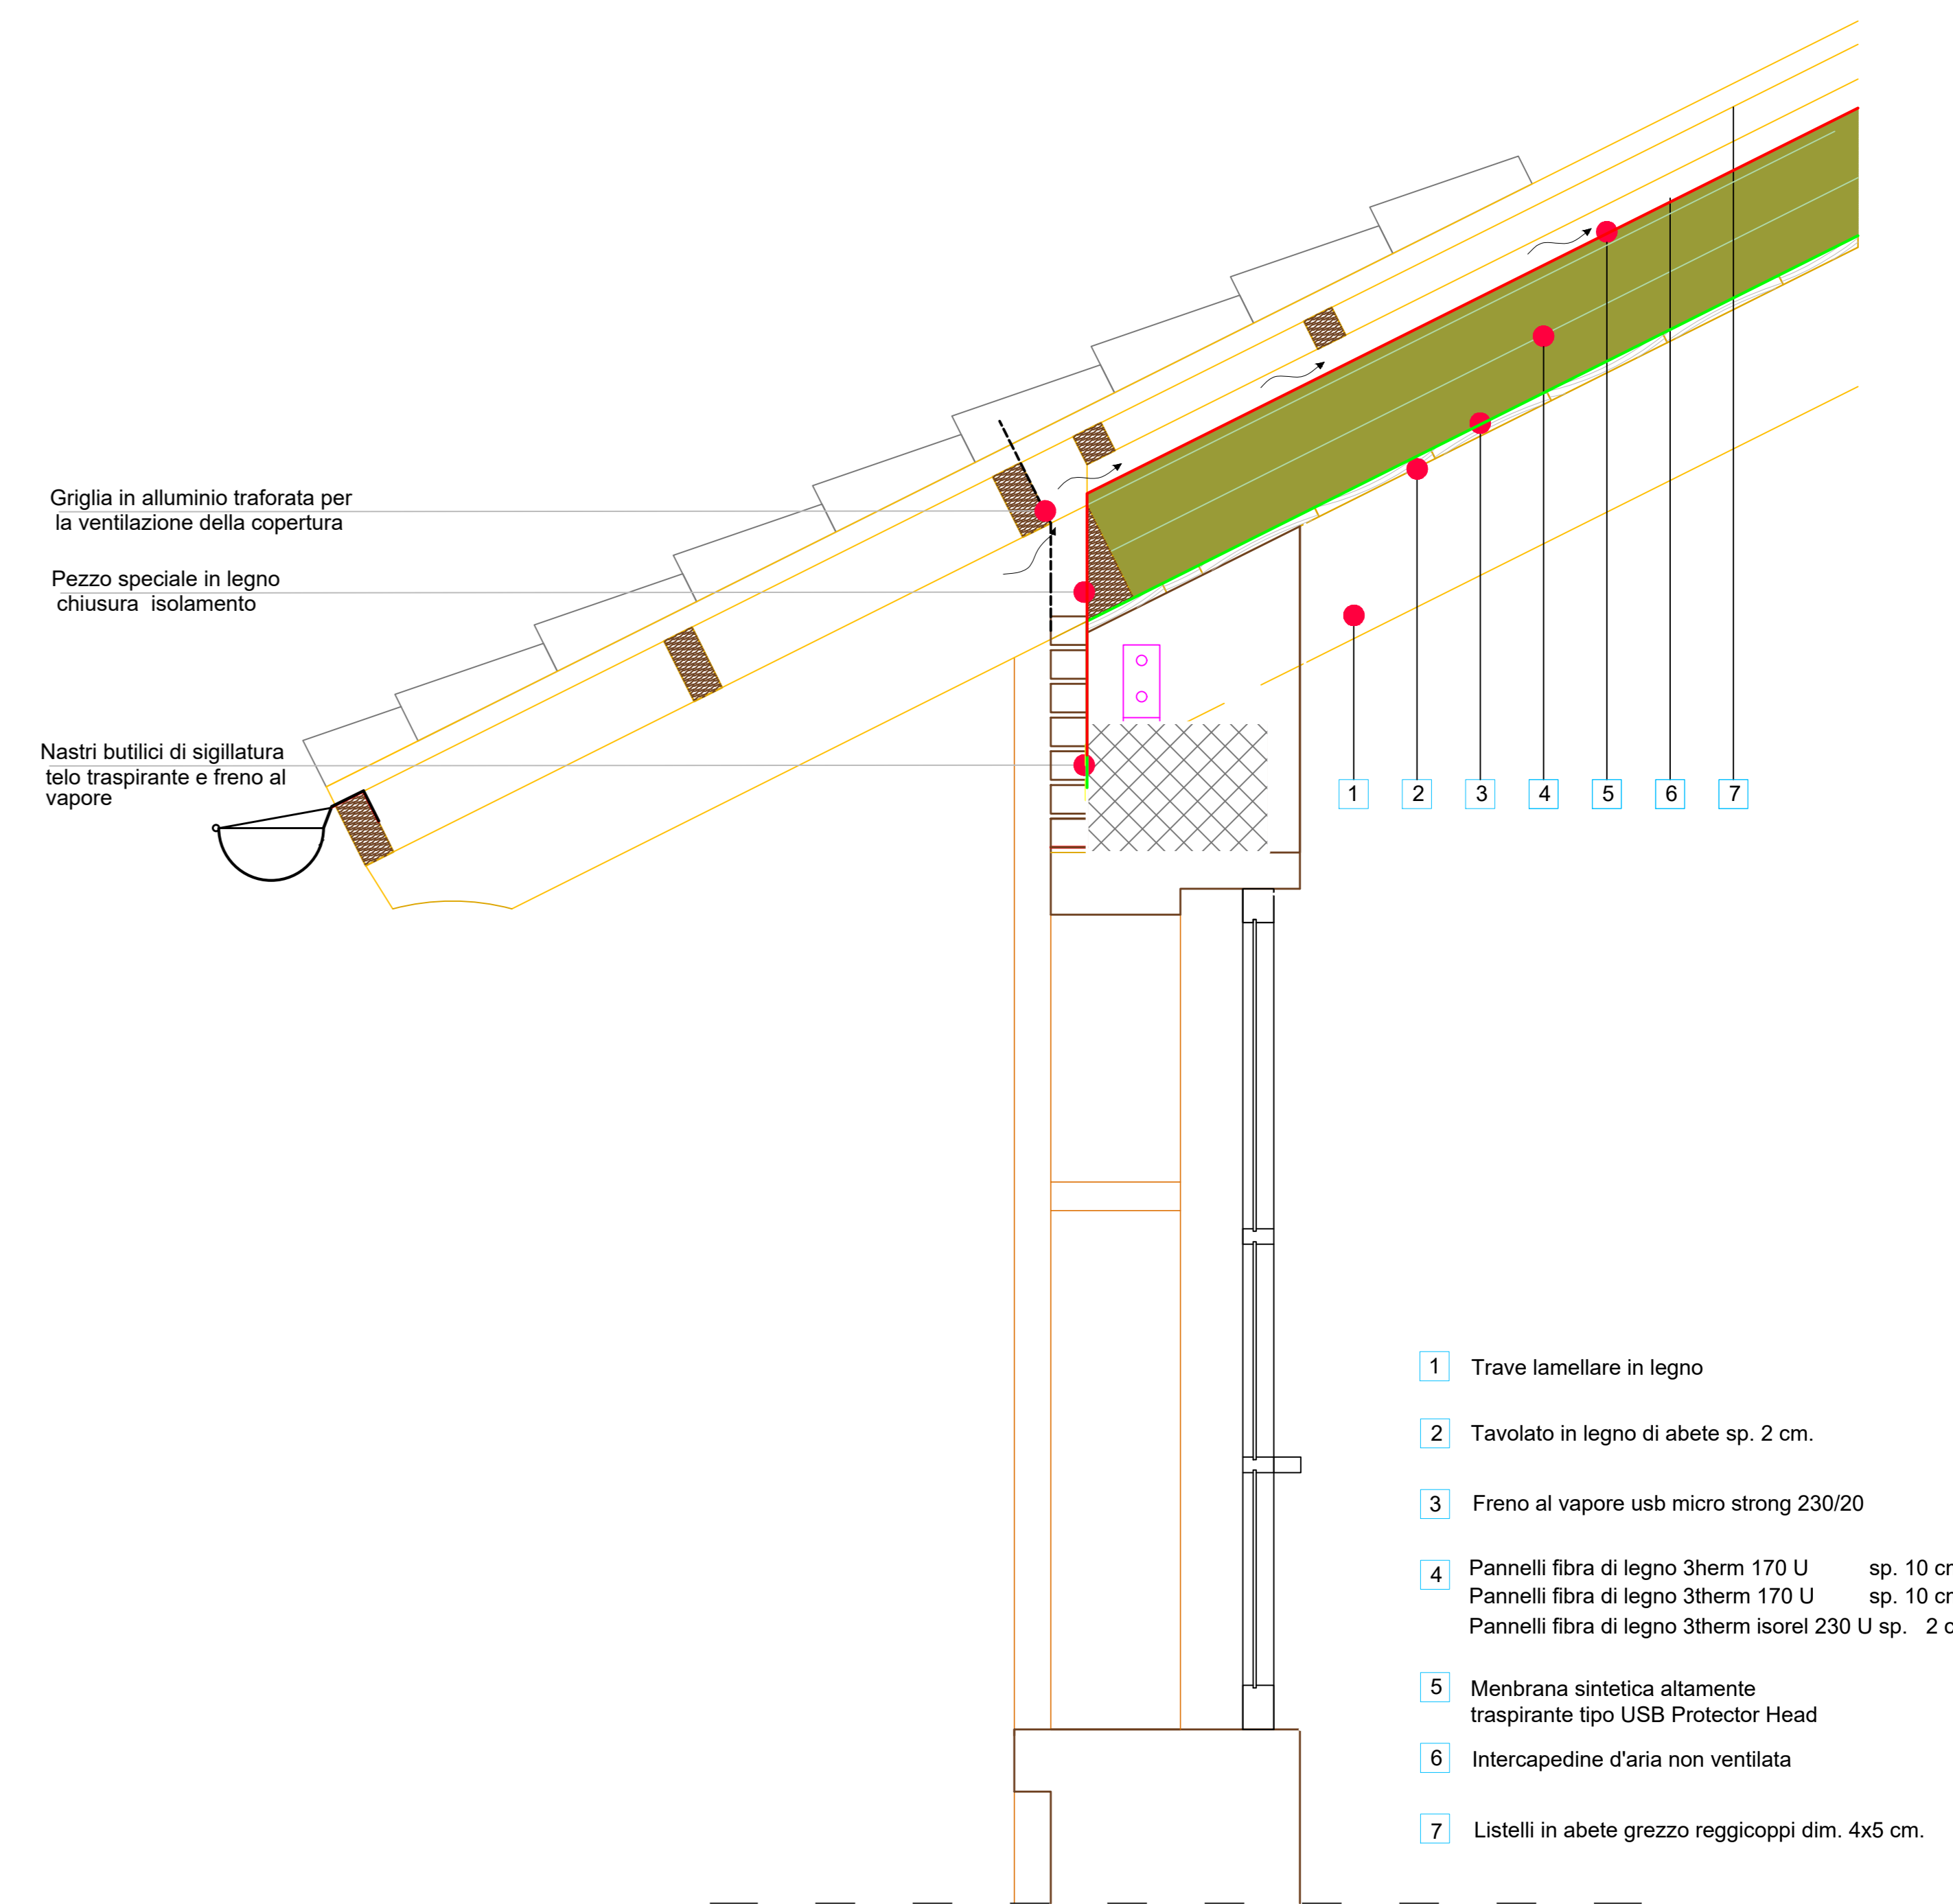 Griglia in alluminio traforata per
la ventilazione della copertura
Pezzo speciale in legno
chiusura isolamento
Nastri butilici di sigillatura
telo traspirante e freno al
vapore
1 2 3 4 5 6 7
1 Trave lamellare in legno
2 Tavolato in legno di abete sp. 2 cm.
3 Freno al vapore usb micro strong 230/20
4 Pannelli fibra di legno 3herm 170 U sp. 10
Pannelli fibra di legno 3therm 170 U sp. 10
Pannelli fibra di legno 3therm isorel 230 U sp. 2
5 Menbrana sintetica altamente
traspirante tipo USB Protector Head
6 Intercapedine d'aria non ventilata
7 Listelli in abete grezzo reggicoppi dim. 4x5 cm.